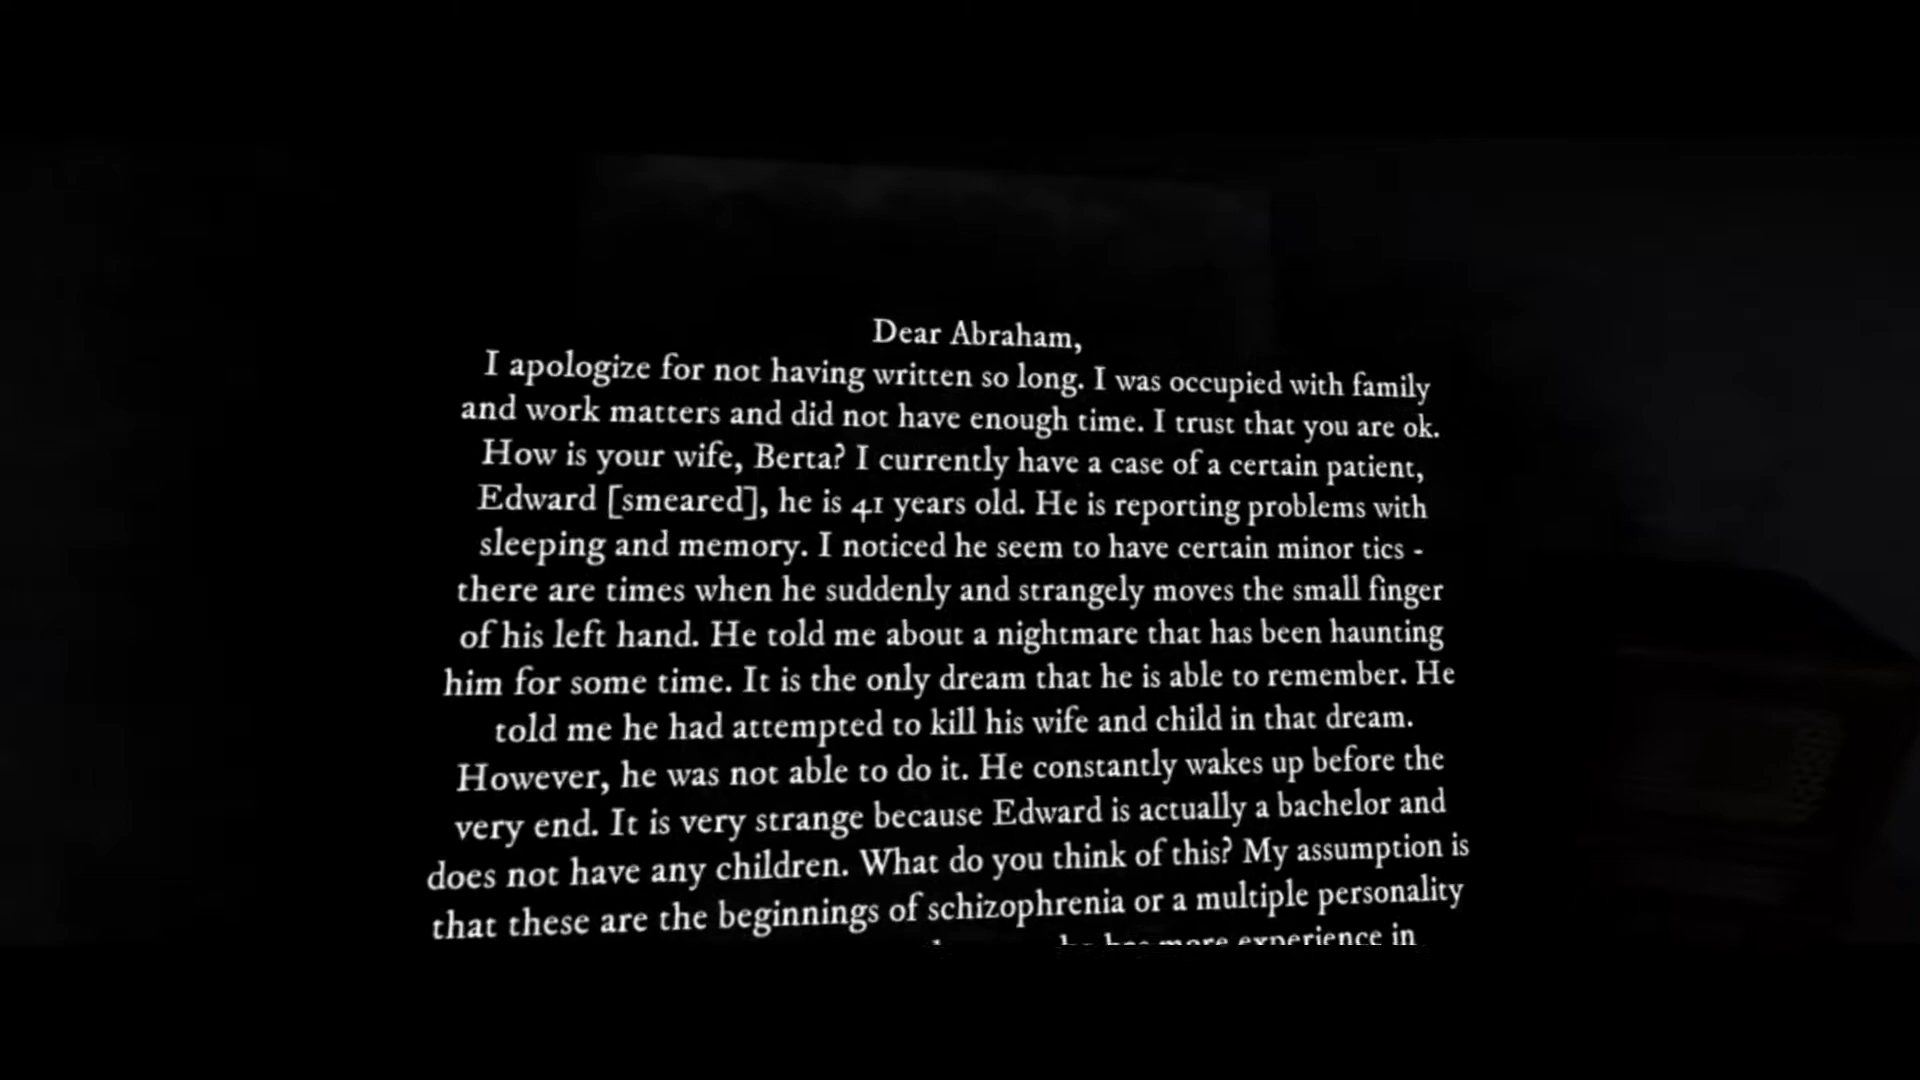 Dear Abraham,
I apologize for not having written so long. I was occupied with family
and work matters and did not have enough time. I trust that you are ok.
How is your wife, Berta? I currently have a case of a certain patient,
Edward [smeared], he is 41 years old. He is reporting problems with
sleeping and memory. I noticed he seem to have certain minor tics -
there are times when he suddenly and strangely moves the small finger
of his left hand. He told me about a nightmare that has been haunting
him for some time. It is the only dream that he is able to remember. He
told me he had attempted to kill his wife and child in that dream.
However, he was not able to do it. He constantly wakes up before the
very end. It is very strange because Edward is actually a bachelor and
does not have any children. What do you think of this? My assumption is
that these are the beginnings of schizophrenia or a multiple personality
he has more experience in